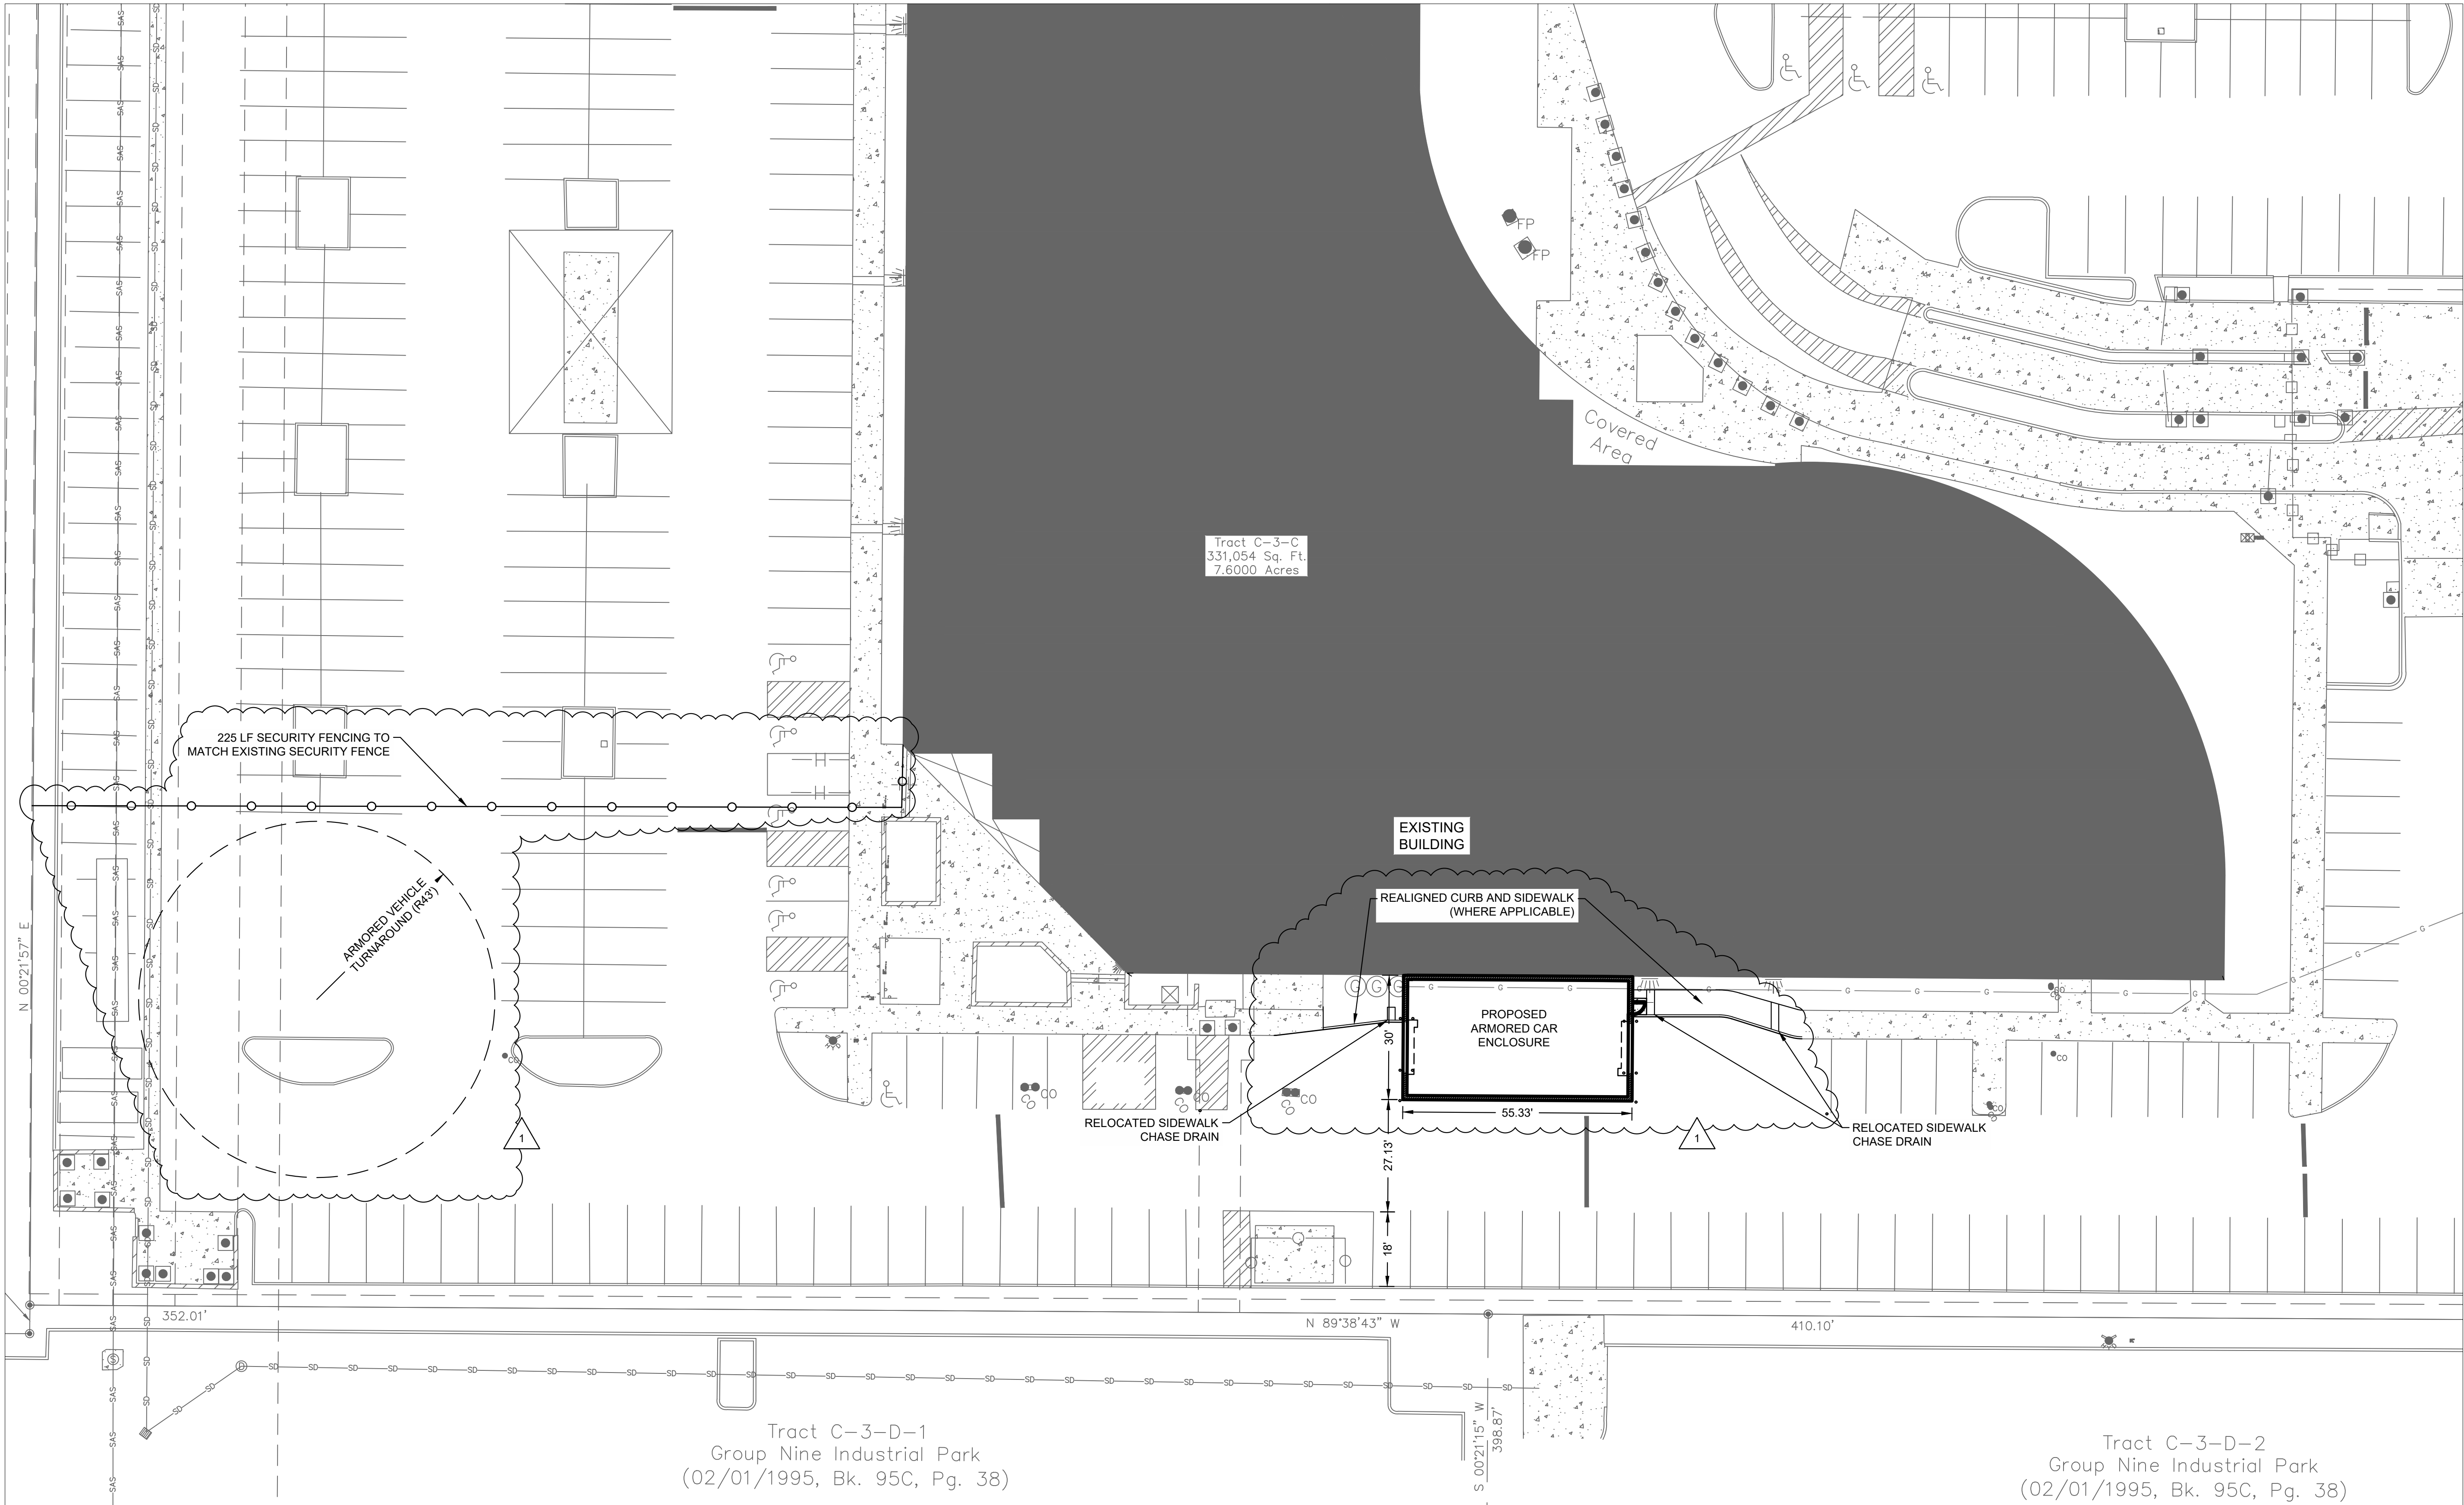 FP
FP
Covered
Area
Tract C-3-C
331,054 Sq. Ft.
7.6000 Acres
225 LF SECURITY FENCING TO
MATCH EXISTING SECURITY FENCE
ARMORED VEHICLE
TURNAROUND (R43')
N 00°21'57" E
EXISTING
BUILDING
REALIGNED CURB AND SIDEWALK
(WHERE APPLICABLE)
PROPOSED
ARMORED CAR
ENCLOSURE
30'
55.33'
27.13'
18'
RELOCATED SIDEWALK
CHASE DRAIN
RELOCATED SIDEWALK
CHASE DRAIN
1
1
352.01'
N 89°38'43" W
410.10'
S 00°21'15" W
398.87'
Tract C-3-D-1
Group Nine Industrial Park
(02/01/1995, Bk. 95C, Pg. 38)
Tract C-3-D-2
Group Nine Industrial Park
(02/01/1995, Bk. 95C, Pg. 38)